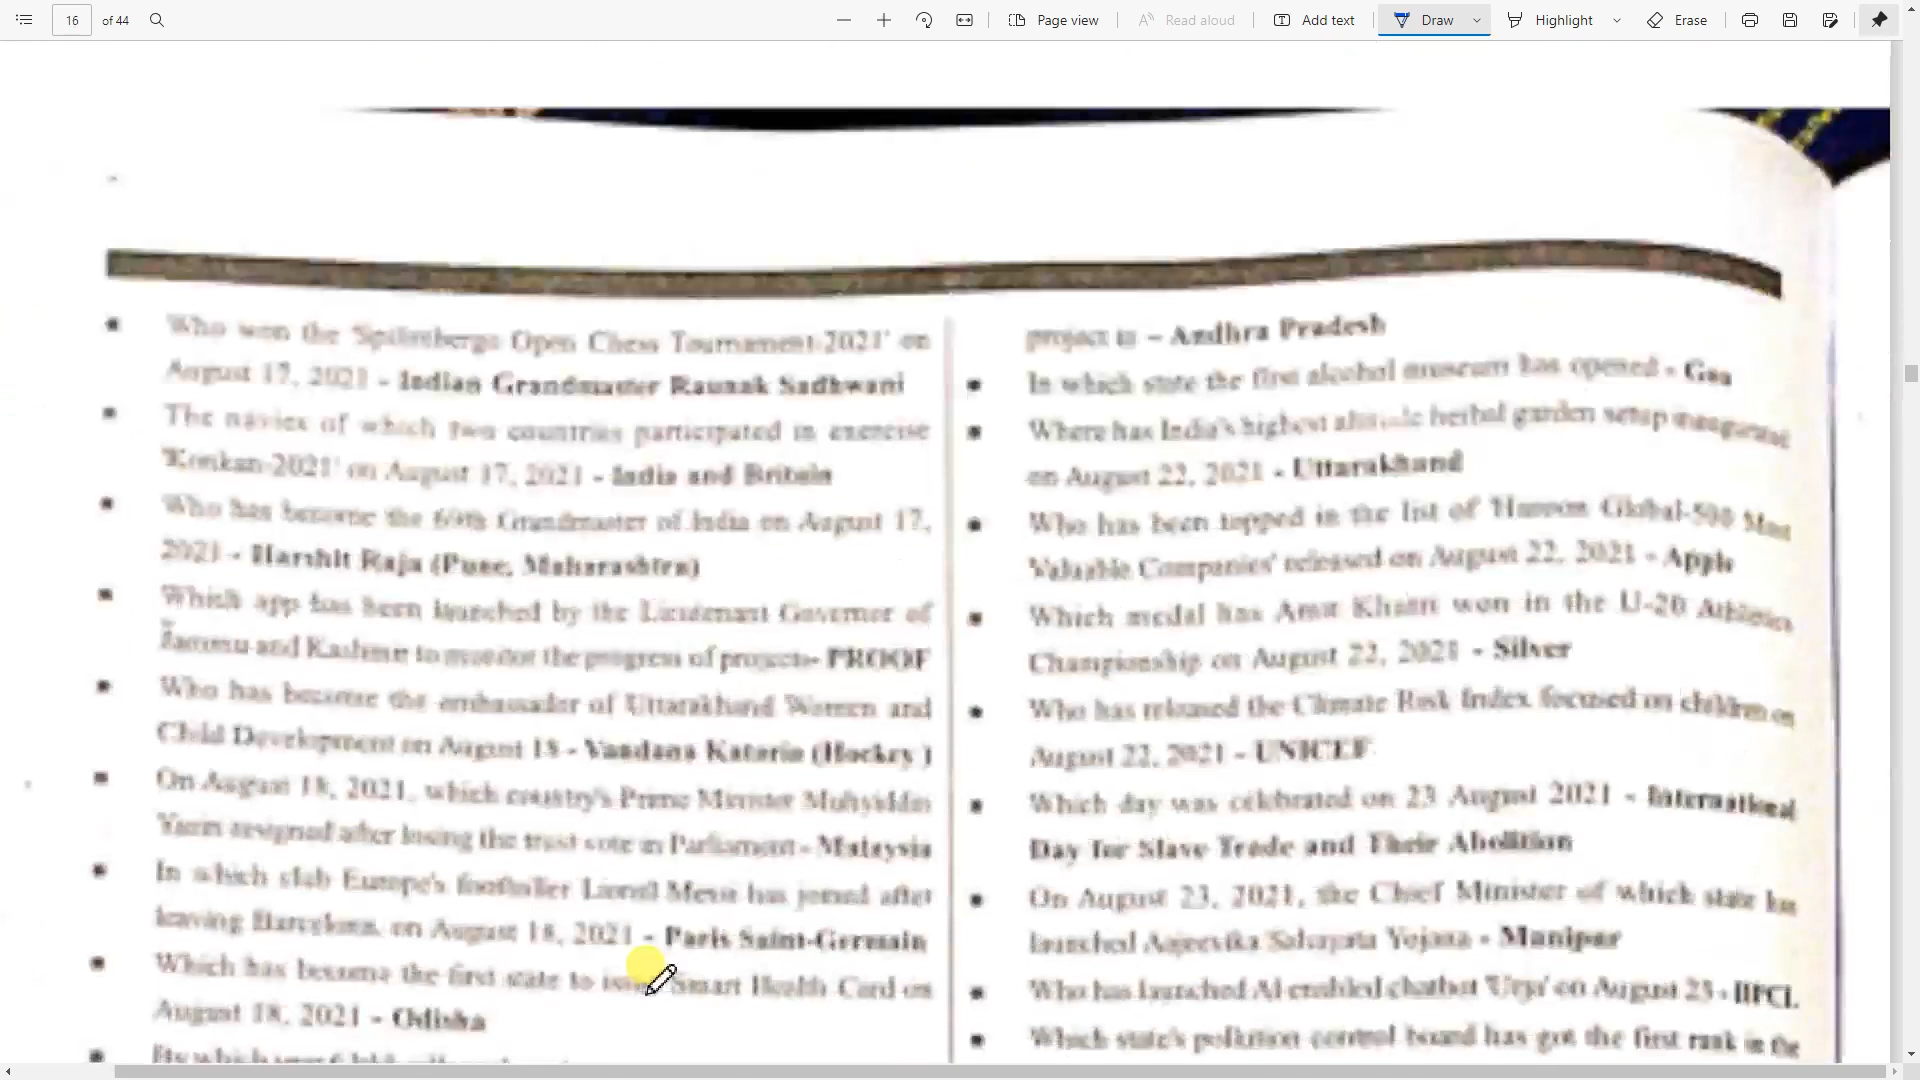 16 of 44
Page view
Read aloud
Add text
Draw
Highlight
Erase
Who won the 'Spilimbergo Open Chess Tournament-2021' on
August 17, 2021 - Indian Grandmaster Raunak Sadhwani
The navies of which two countries participated in exercise
'Konkan-2021' on August 17, 2021 - India and Britain
Who has become the 69th Grandmaster of India on August 17,
2021 - Harshit Raja (Pune, Maharashtra)
Which app has been launched by the Lieutenant Governor of
Jammu and Kashmir to monitor the progress of projects- PROOF
Who has become the ambassador of Uttarakhand Women and
Child Development on August 18 - Vandana Kataria (Hockey )
On August 18, 2021, which country's Prime Minister Muhyiddin
Yasin resigned after losing the trust vote in Parliament - Malaysia
In which club Europe's footballer Lionel Messi has joined after
leaving Barcelona, on August 18, 2021 - Paris Saint-Germain
Which has become the first state to Smart Health Card on
August 18, 2021 - Odisha
project is - Andhra Pradesh
In which state the first alcohol museum has opened - Goa
Where has India's highest altitude herbal garden setup inaugurated
on August 22, 2021 - Uttarakhand
Who has been topped in the list of 'Huroon Global-500 Most
Valuable Companies' released on August 22, 2021 - Apple
Which medal has Amit Khatri won in the U-20 Athletics
Championship on August 22, 2021 - Silver
Who has released the Climate Risk Index focused on children on
August 22, 2021 - UNICEF
Which day was celebrated on 23 August 2021 - International
Day for Slave Trade and Their Abolition
On August 23, 2021, the Chief Minister of which state has
launched Aajeevika Sahayata Yojana - Manipur
Who has launched AI enabled chatbot 'Urja' on August 23 - BPCL
Which state's pollution control board has got the first rank in the